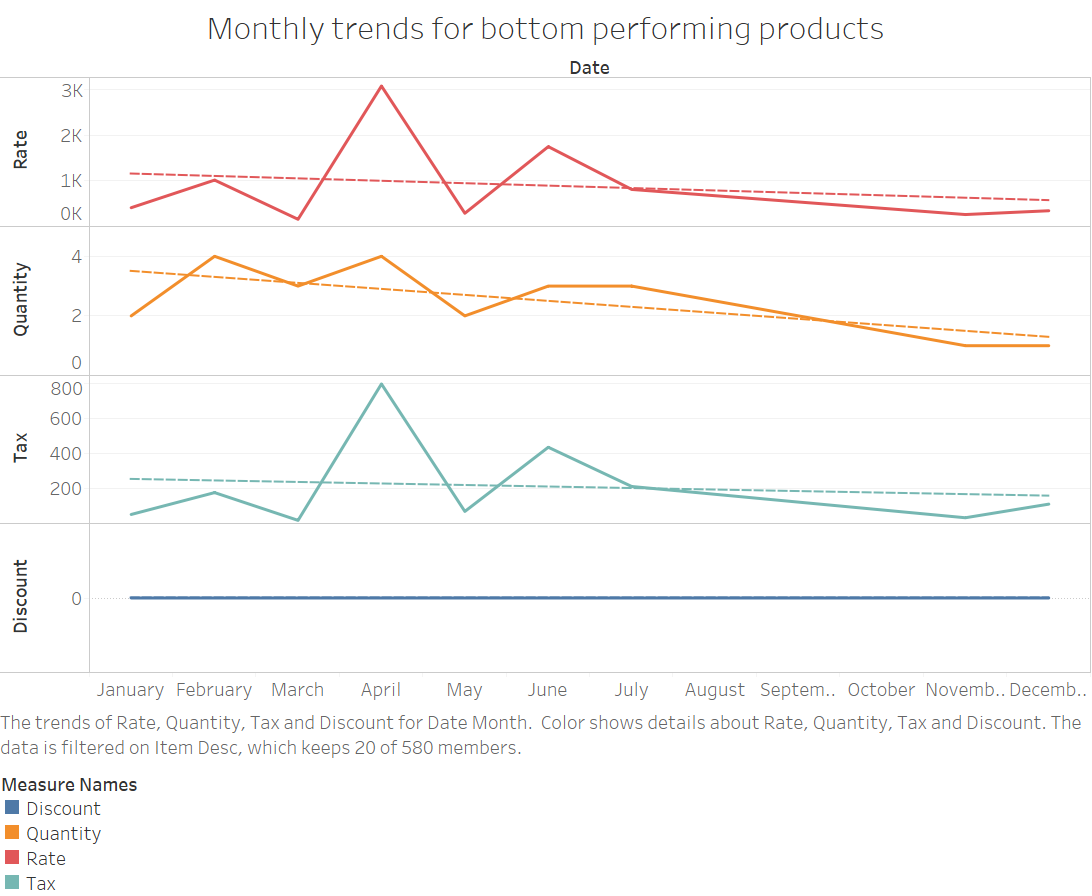 Monthly trends for bottom performing products
Date
Rate
3K
2K
1K
0K
Quantity
4
2
0
Tax
800
600
400
200
Discount
0
January February March April May June July August Septem.. October Novemb.. Decemb..
The trends of Rate, Quantity, Tax and Discount for Date Month. Color shows details about Rate, Quantity, Tax and Discount. The
data is filtered on Item Desc, which keeps 20 of 580 members.
Measure Names
Discount
Quantity
Rate
Tax